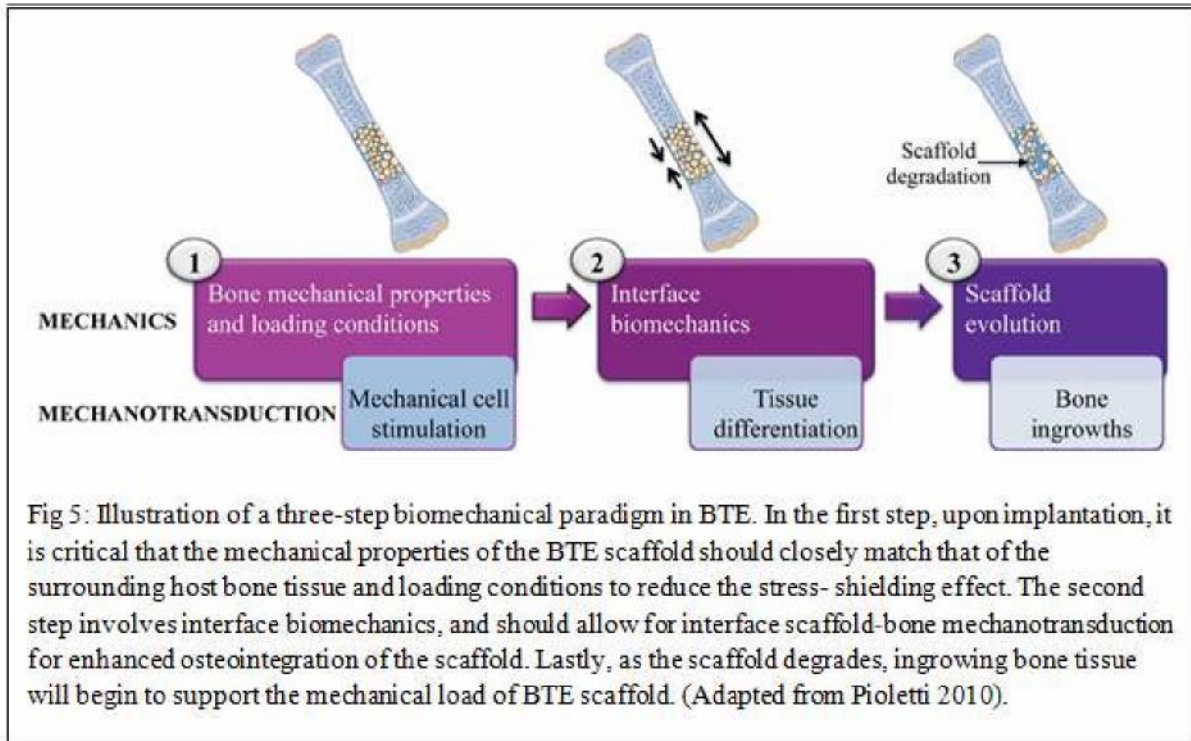 Scaffold
degradation
1
2
3
MECHANICS
Bone mechanical properties
and loading conditions
Interface
biomechanics
Scaffold
evolution
MECHANOTRANSDUCTION
Mechanical cell
stimulation
Tissue
differentiation
Bone
ingrowths
Fig 5: Illustration of a three-step biomechanical paradigm in BTE. In the first step, upon implantation, it
is critical that the mechanical properties of the BTE scaffold should closely match that of the
surrounding host bone tissue and loading conditions to reduce the stress- shielding effect. The second
step involves interface biomechanics, and should allow for interface scaffold-bone mechanotransduction
for enhanced osteointegration of the scaffold. Lastly, as the scaffold degrades, ingrowing bone tissue
will begin to support the mechanical load of BTE scaffold. (Adapted from Pioletti 2010).